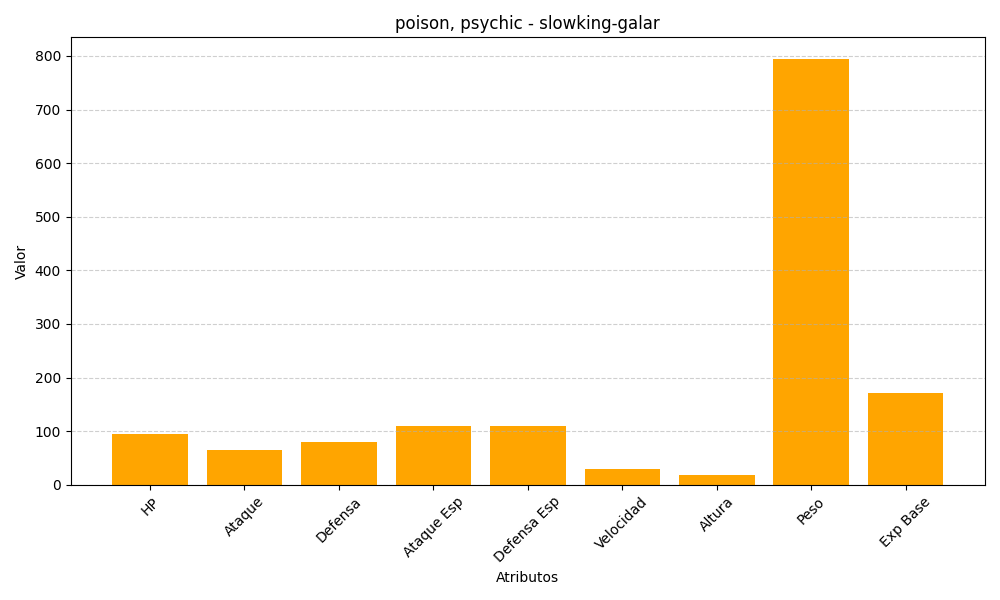 poison, psychic - slowking-galar
800
700
600
500
400
300
200
100
0
Valor
HP
Ataque
Defensa
Ataque Esp
Defensa Esp
Velocidad
Altura
Peso
Exp Base
Atributos